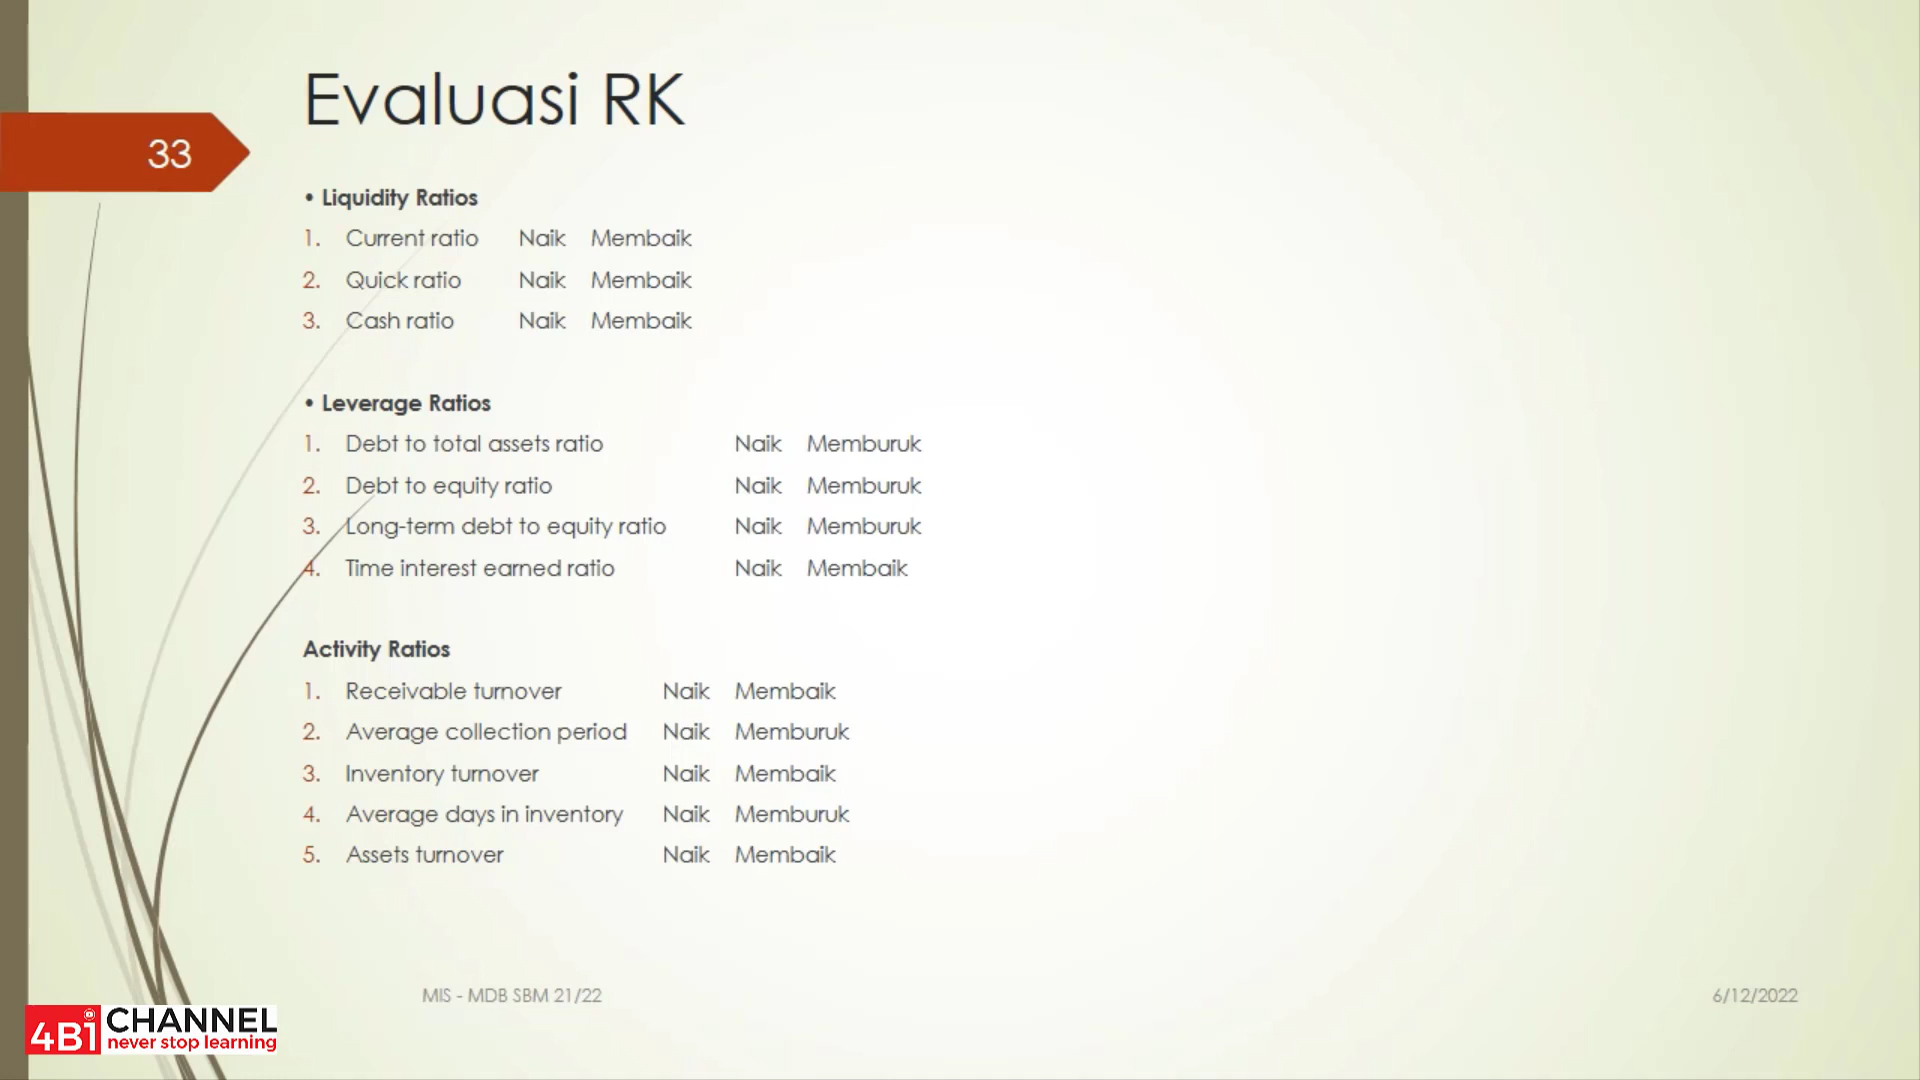 Evaluasi RK
33
• Liquidity Ratios
1. Current ratio Naik Membaik
2. Quick ratio Naik Membaik
3. Cash ratio Naik Membaik
• Leverage Ratios
1. Debt to total assets ratio Naik Memburuk
2. Debt to equity ratio Naik Memburuk
3. Long-term debt to equity ratio Naik Memburuk
4. Time interest earned ratio Naik Membaik
Activity Ratios
1. Receivable turnover Naik Membaik
2. Average collection period Naik Memburuk
3. Inventory turnover Naik Membaik
4. Average days in inventory Naik Memburuk
5. Assets turnover Naik Membaik
MIS - MDB SBM 21/22
6/12/2022
4Bi CHANNEL
never stop learning